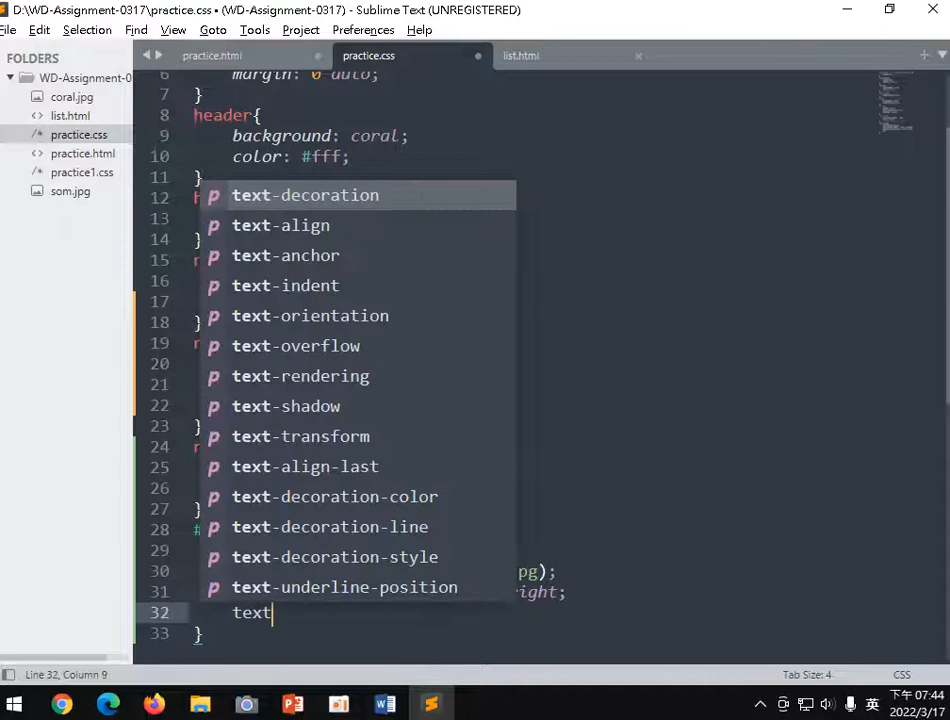 D:\WD-Assignment-0317\practice.css • (WD-Assignment-0317) - Sublime Text (UNREGISTERED)
File Edit Selection Find View Goto Tools Project Preferences Help
FOLDERS
WD-Assignment-0
coral.jpg
<> list.html
/* practice.css
<> practice.html
/* practice1.css
som.jpg
practice.html
practice.css
list.html
6 margin: 0 auto;
7 }
8 header{
9 background: coral;
10 color: #fff;
11 }
12 h
13
14 }
15
16
17
18 }
19
20
21
22
23 }
24
25
26
27 }
28 #
29
30 pg);
31 right;
32 text
33 }
p text-decoration
p text-align
p text-anchor
p text-indent
p text-orientation
p text-overflow
p text-rendering
p text-shadow
p text-transform
p text-align-last
p text-decoration-color
p text-decoration-line
p text-decoration-style
p text-underline-position
Line 32, Column 9
Tab Size: 4
CSS
英
下午 07:44
2022/3/17